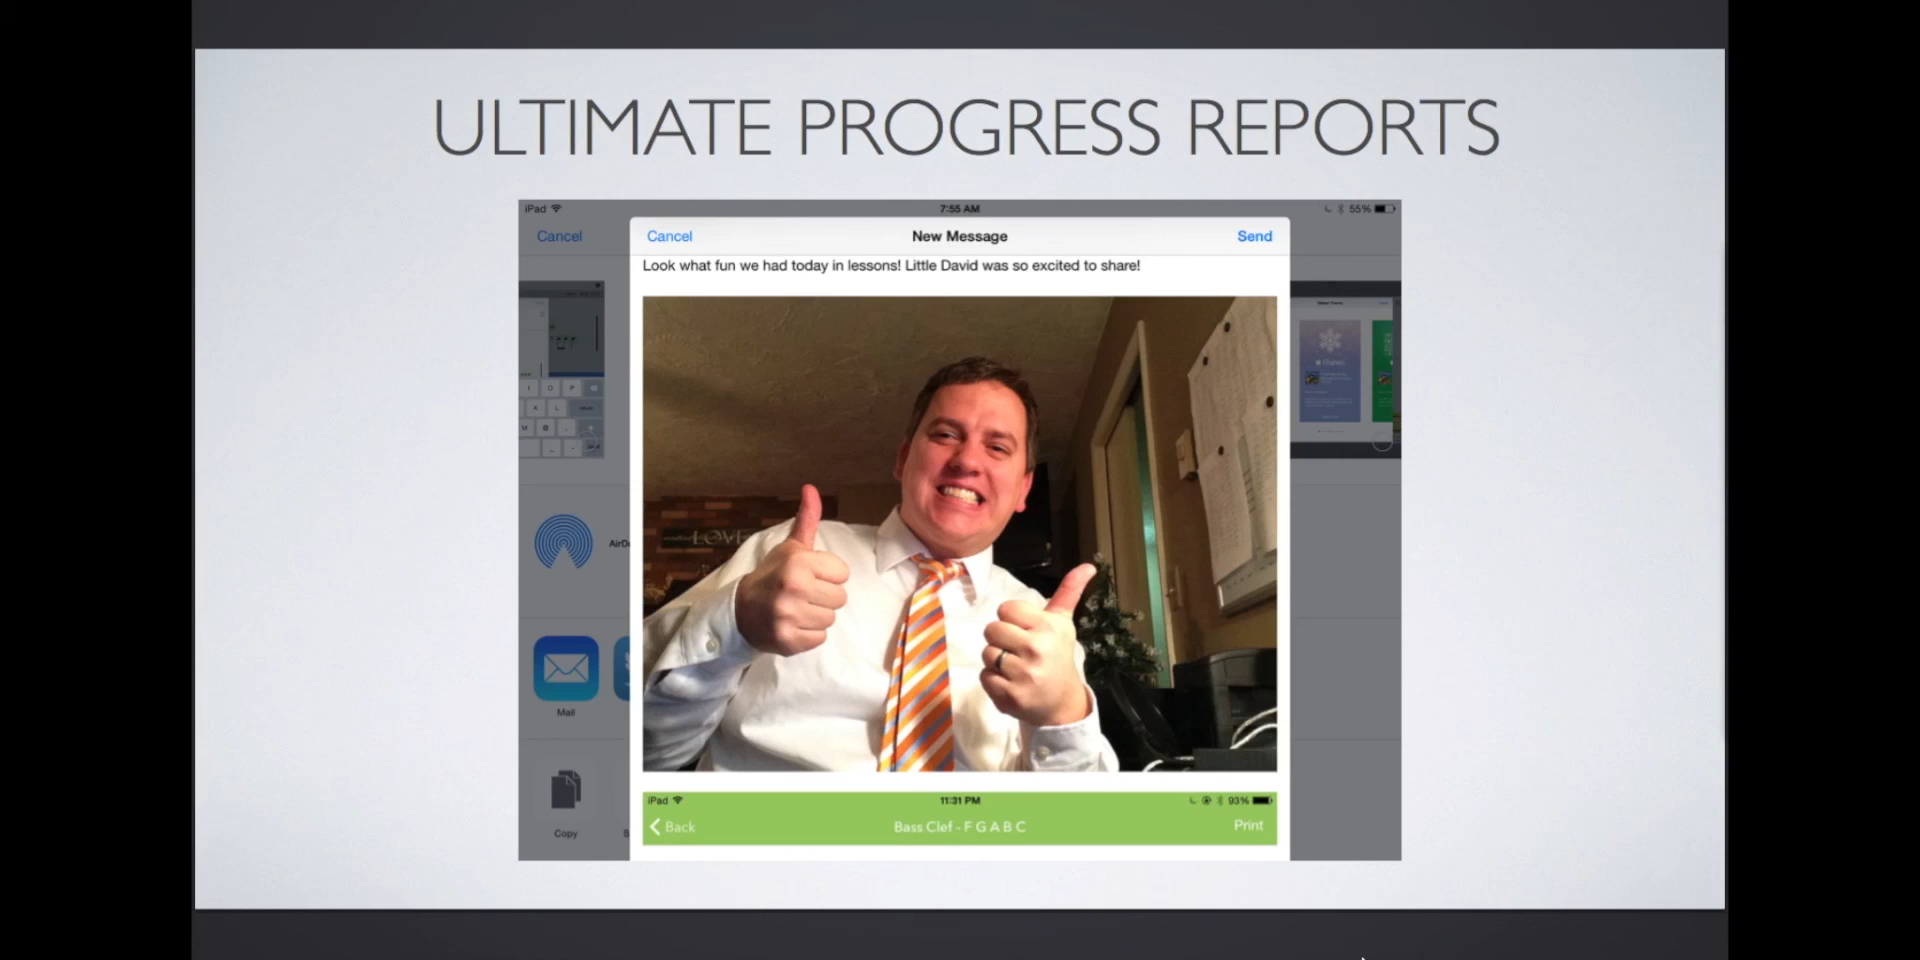 ULTIMATE PROGRESS REPORTS
iPad 7:55 AM 55%
Cancel
Cancel New Message Send
Look what fun we had today in lessons! Little David was so excited to share!
I O P
K L
LOVE
AirD
Mail
Copy
iPad 11:31 PM 93%
Back Bass Clef - F G A B C Print